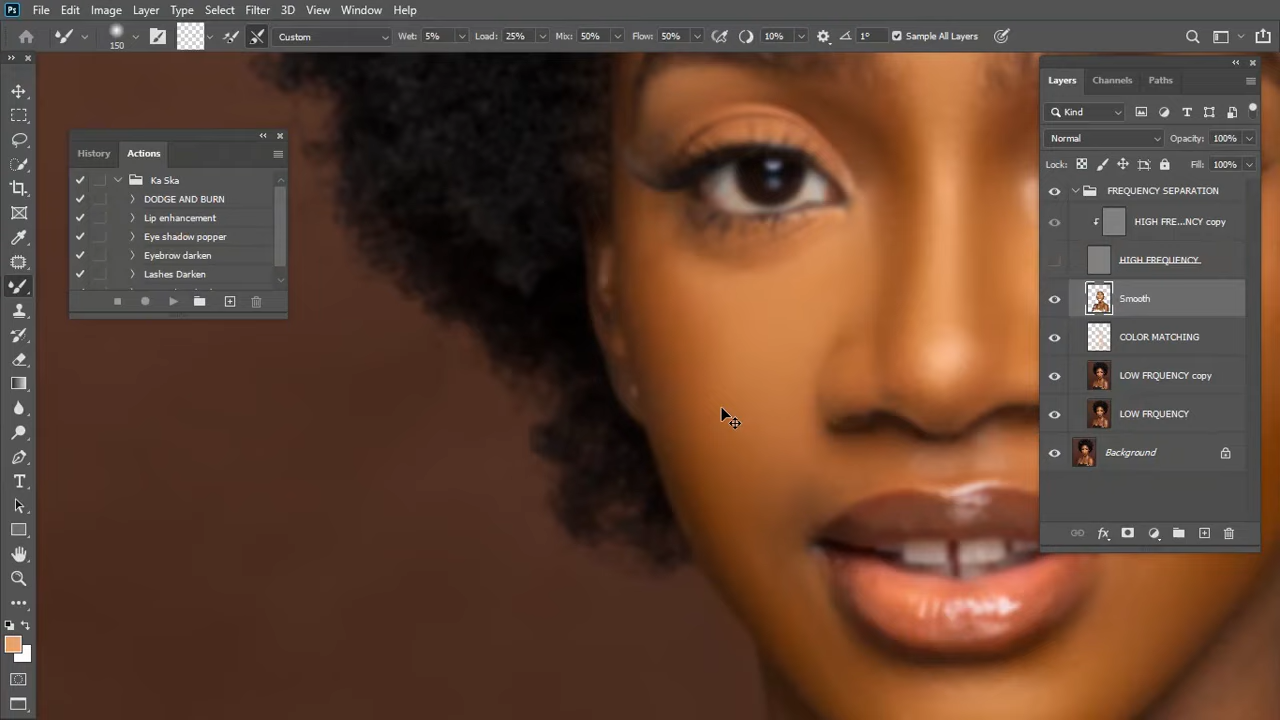 Ps File Edit Image Layer Type Select Filter 3D View Window Help
150 Custom Wet: 5% Load: 25% Mix: 50% Flow: 50% 10% 1° Sample All Layers
History Actions
Ka Ska
DODGE AND BURN
Lip enhancement
Eye shadow popper
Eyebrow darken
Lashes Darken
Layers Channels Paths
Kind
Normal Opacity: 100%
Lock: Fill: 100%
FREQUENCY SEPARATION
HIGH FRE...NCY copy
HIGH FREQUENCY
Smooth
COLOR MATCHING
LOW FRQUENCY copy
LOW FRQUENCY
Background
fx